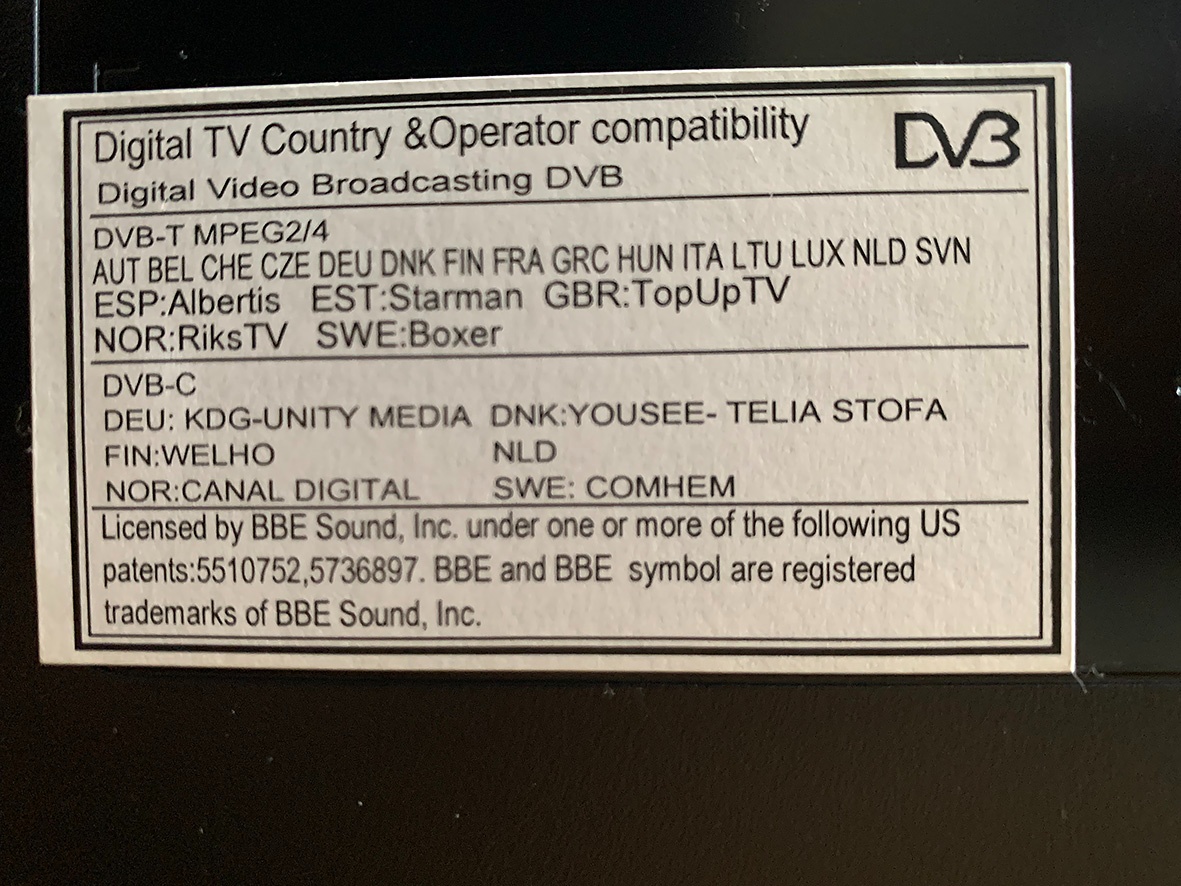 Digital TV Country &Operator compatibility
DVB
Digital Video Broadcasting DVB
DVB-T MPEG2/4
AUT BEL CHE CZE DEU DNK FIN FRA GRC HUN ITA LTU LUX NLD SVN
ESP:Albertis EST:Starman GBR:TopUpTV
NOR:RiksTV SWE:Boxer
DVB-C
DEU: KDG-UNITY MEDIA DNK:YOUSEE- TELIA STOFA
FIN:WELHO NLD
NOR:CANAL DIGITAL SWE: COMHEM
Licensed by BBE Sound, Inc. under one or more of the following US
patents:5510752,5736897. BBE and BBE symbol are registered
trademarks of BBE Sound, Inc.